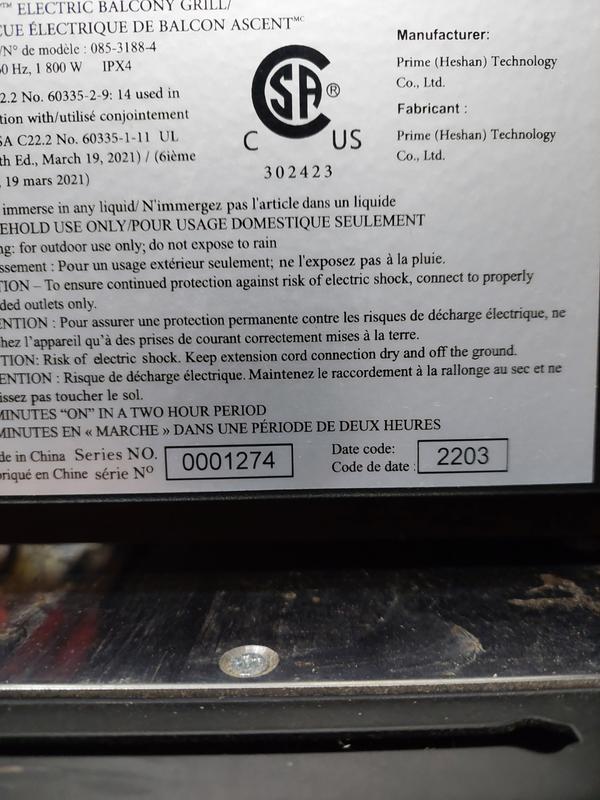 ™ ELECTRIC BALCONY GRILL/
CUE ÉLECTRIQUE DE BALCON ASCENTᴹᶜ
/N° de modèle : 085-3188-4
60 Hz, 1 800 W IPX4
22.2 No. 60335-2-9: 14 used in
tion with/utilisé conjointement
SA C22.2 No. 60335-1-11 UL
th Ed., March 19, 2021) / (6ième
, 19 mars 2021)
CSA®
C US
302423
Manufacturer:
Prime (Heshan) Technology
Co., Ltd.
Fabricant :
Prime (Heshan) Technology
Co., Ltd.
immerse in any liquid/ N'immergez pas l'article dans un liquide
EHOLD USE ONLY/POUR USAGE DOMESTIQUE SEULEMENT
ng: for outdoor use only; do not expose to rain
ssement : Pour un usage extérieur seulement; ne l'exposez pas à la pluie.
TION – To ensure continued protection against risk of electric shock, connect to properly
ded outlets only.
ENTION : Pour assurer une protection permanente contre les risques de décharge électrique, ne
hez l'appareil qu'à des prises de courant correctement mises à la terre.
TION: Risk of electric shock. Keep extension cord connection dry and off the ground.
ENTION : Risque de décharge électrique. Maintenez le raccordement à la rallonge au sec et ne
issez pas toucher le sol.
MINUTES “ON” IN A TWO HOUR PERIOD
MINUTES EN « MARCHE » DANS UNE PÉRIODE DE DEUX HEURES
de in China Series NO. 0001274
riqué en Chine série N°
Date code: 2203
Code de date :